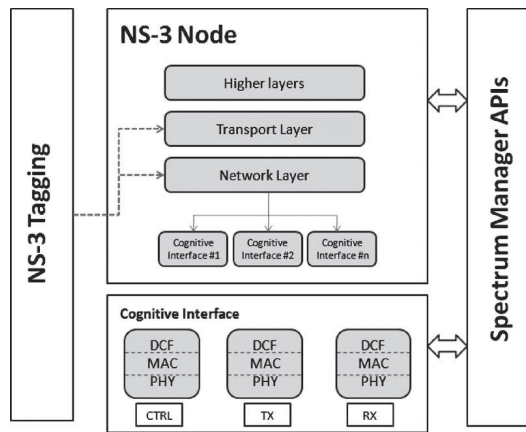 NS-3 Tagging
NS-3 Node
Higher layers
Transport Layer
Network Layer
Cognitive
Interface #1
Cognitive
Interface #2
Cognitive
Interface #n
Cognitive Interface
DCF
MAC
PHY
CTRL
DCF
MAC
PHY
TX
DCF
MAC
PHY
RX
Spectrum Manager APIs